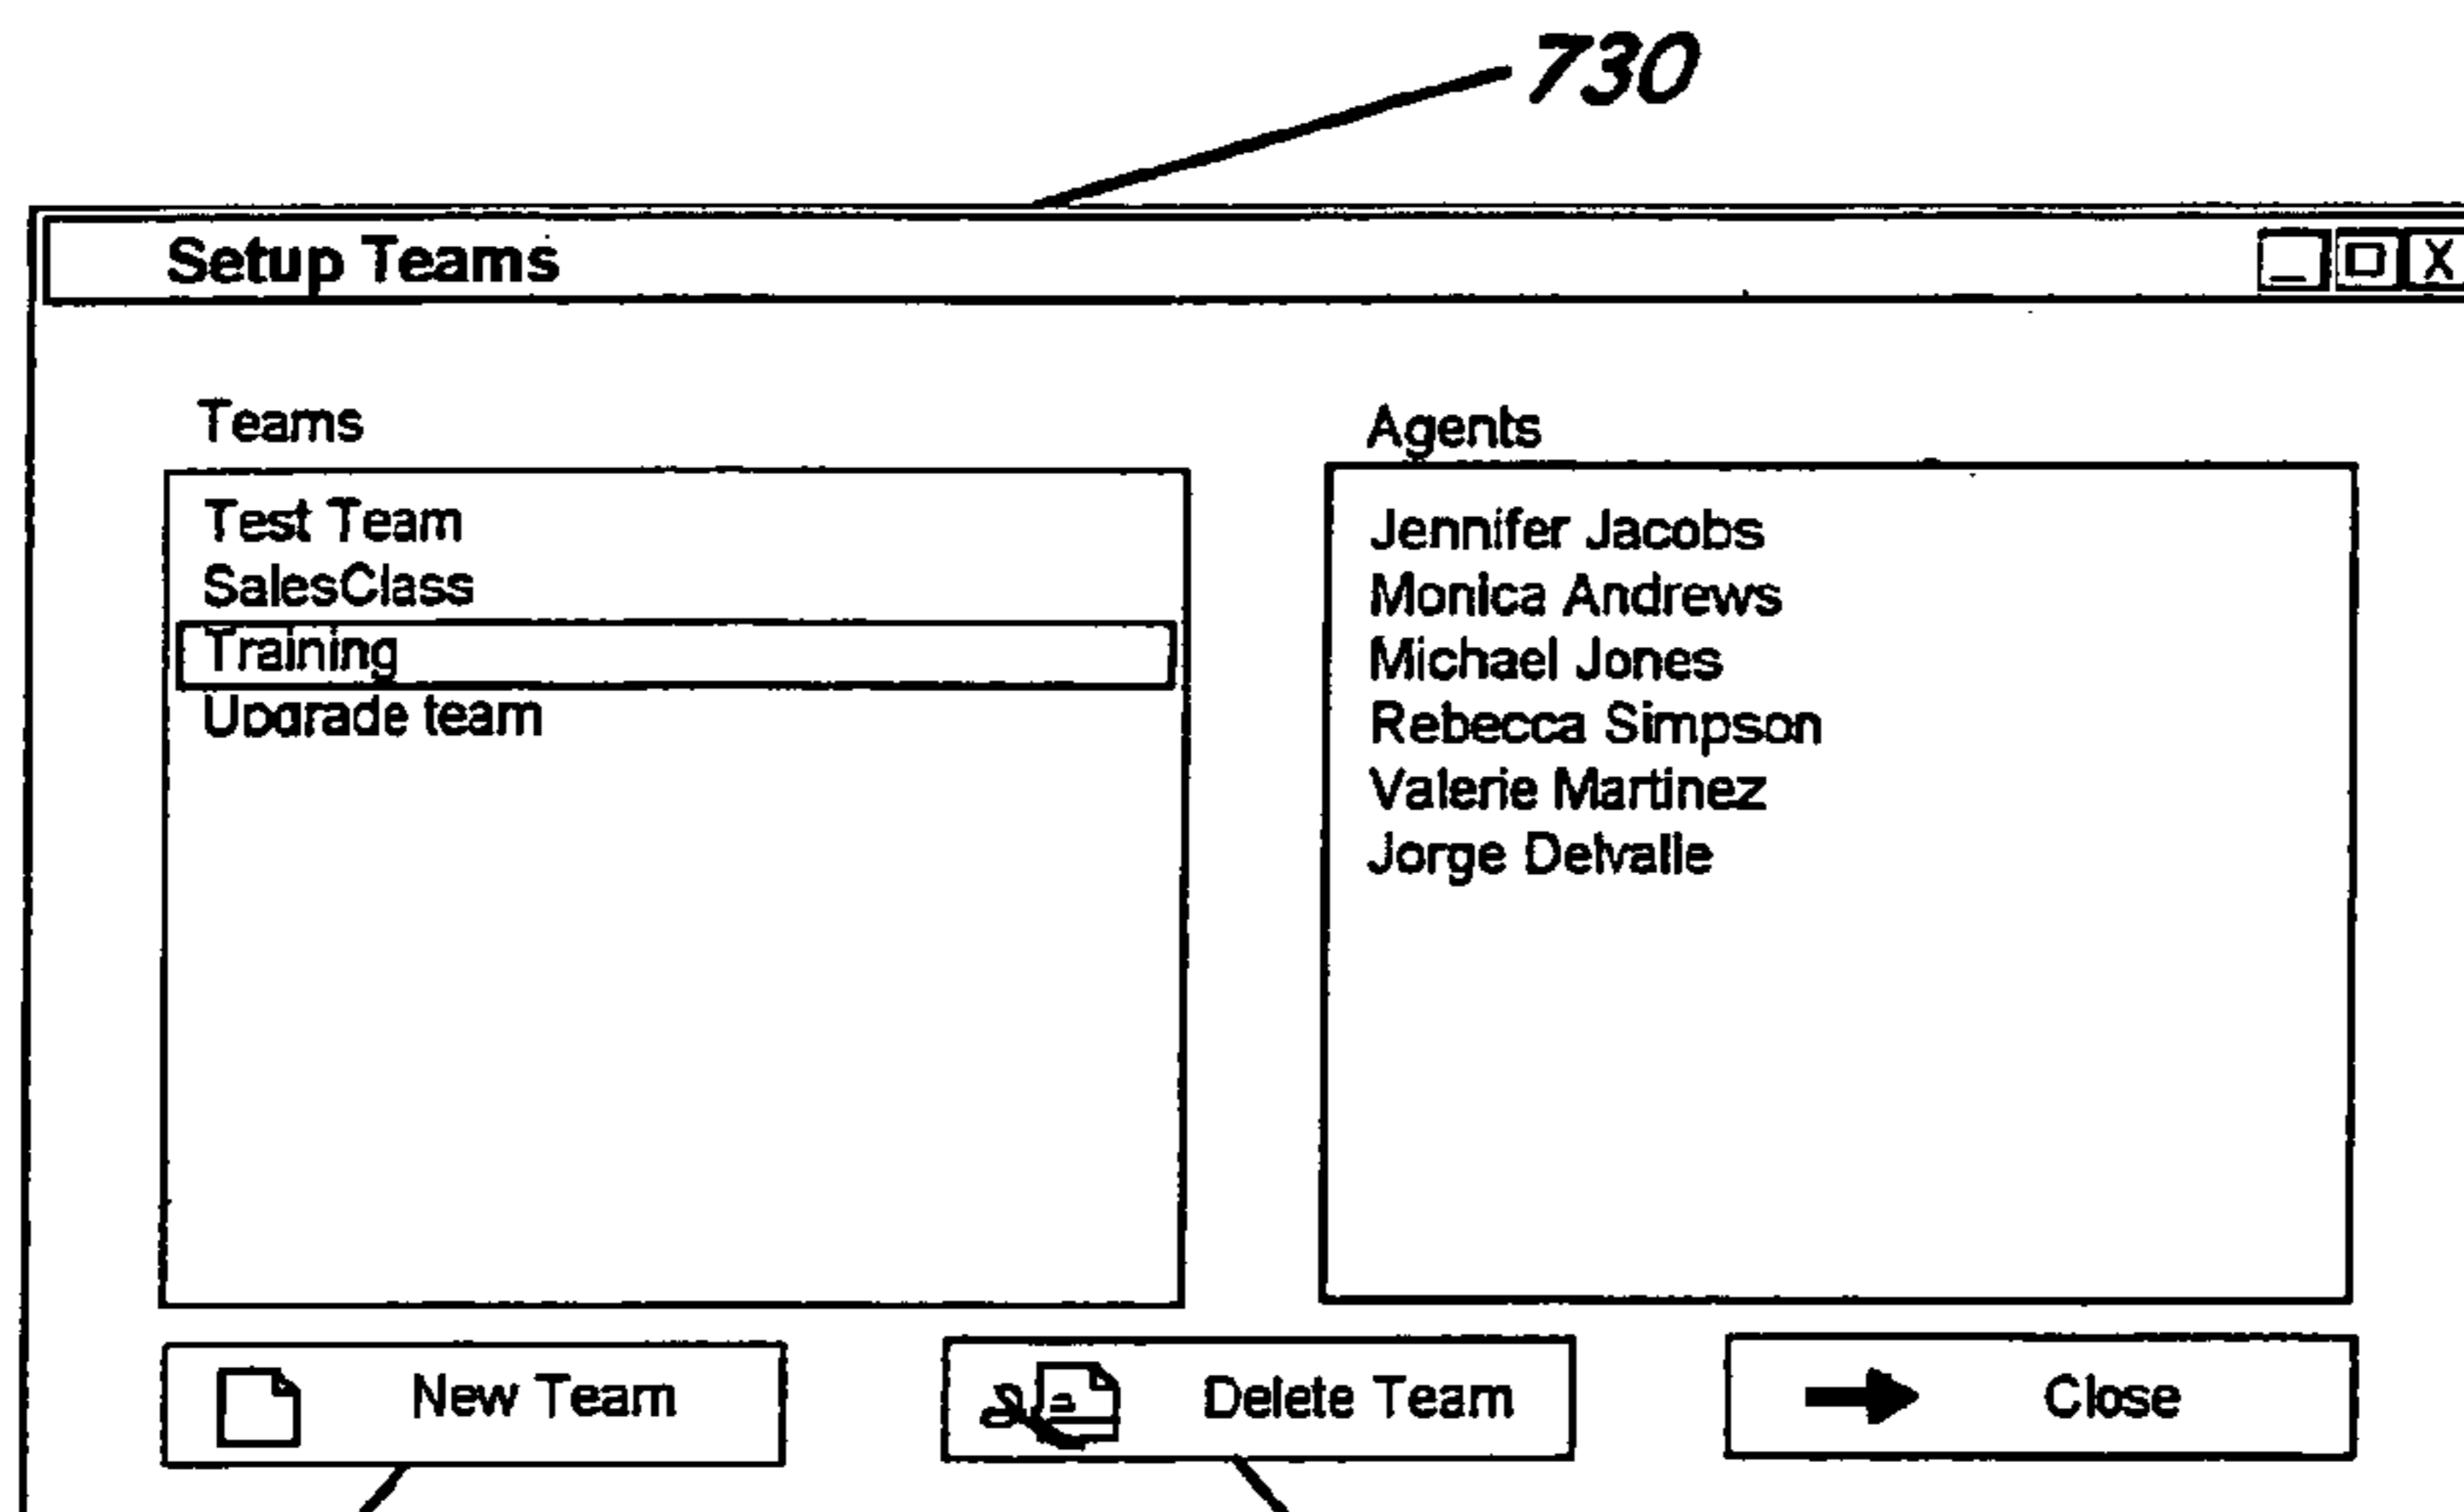 730
Setup Teams
Teams
Test Team
SalesClass
Training
Upgrade team
Agents
Jennifer Jacobs
Monica Andrews
Michael Jones
Rebecca Simpson
Valerie Martinez
Jorge Delvalle
New Team
Delete Team
Close